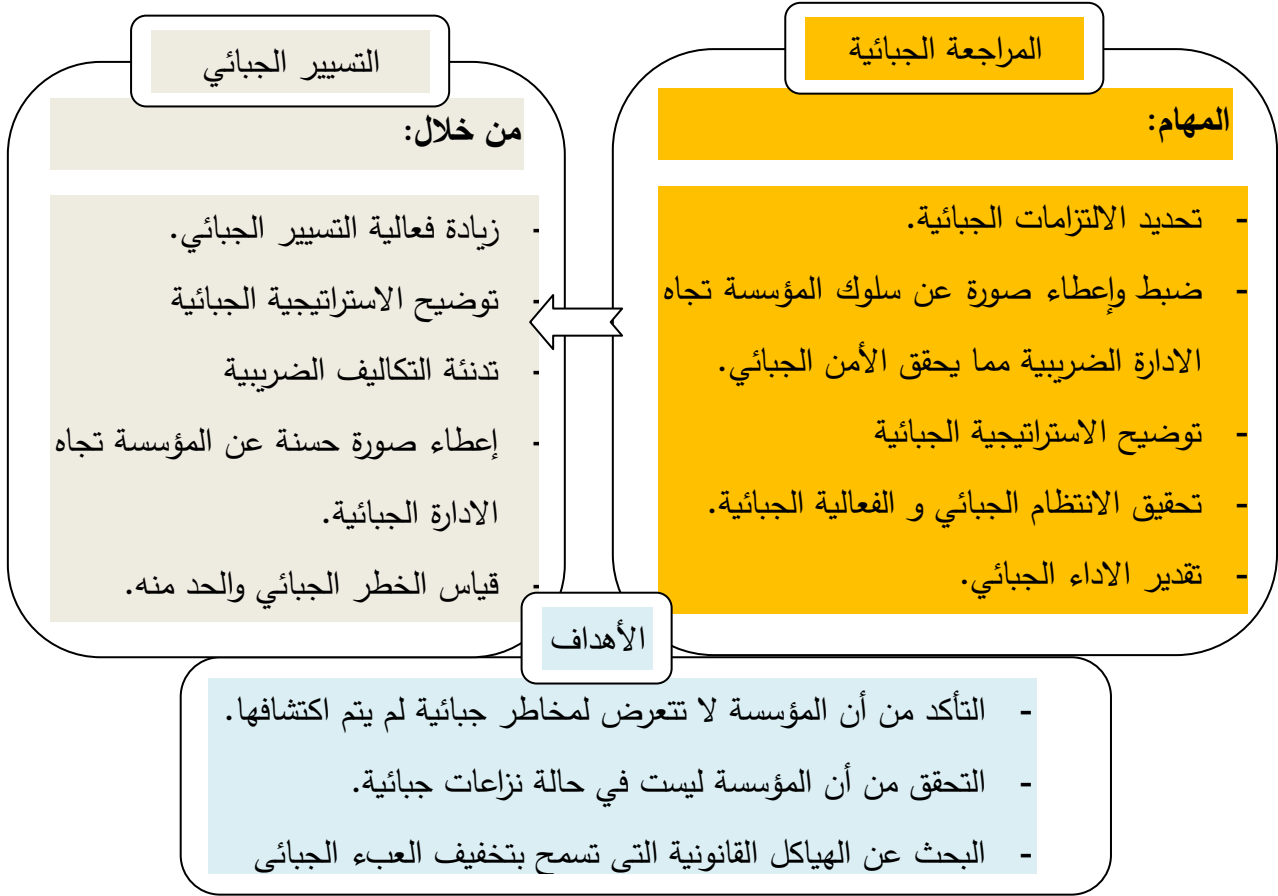 المراجعة الجبائية
المهام:
- تحديد الالتزامات الجبائية.
- ضبط وإعطاء صورة عن سلوك المؤسسة تجاه
الادارة الضريبية مما يحقق الأمن الجبائي.
- توضيح الاستراتيجية الجبائية
- تحقيق الانتظام الجبائي و الفعالية الجبائية.
- تقدير الاداء الجبائي.
التسيير الجبائي
من خلال:
- زيادة فعالية التسيير الجبائي.
- توضيح الاستراتيجية الجبائية
- تدنئة التكاليف الضريبية
- إعطاء صورة حسنة عن المؤسسة تجاه
الادارة الجبائية.
- قياس الخطر الجبائي والحد منه.
الأهداف
- التأكد من أن المؤسسة لا تتعرض لمخاطر جبائية لم يتم اكتشافها.
- التحقق من أن المؤسسة ليست في حالة نزاعات جبائية.
- البحث عن الهياكل القانونية التي تسمح بتخفيف العبء الجبائي